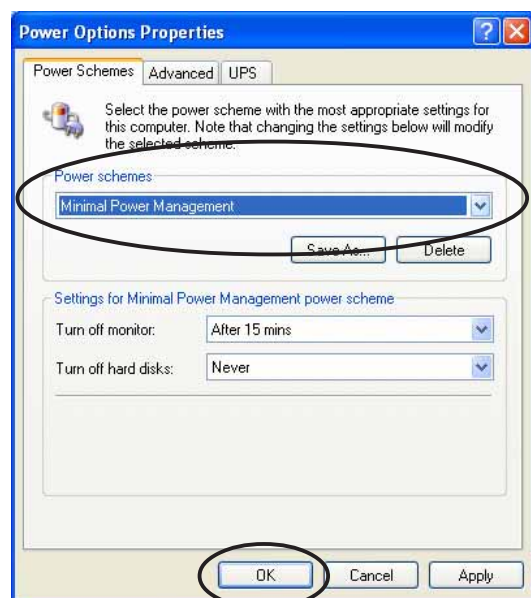 Power Options Properties
Power Schemes Advanced UPS
Select the power scheme with the most appropriate settings for
this computer. Note that changing the settings below will modify
the selected scheme.
Power schemes
Minimal Power Management
Save As... Delete
Settings for Minimal Power Management power scheme
Turn off monitor: After 15 mins
Turn off hard disks: Never
OK Cancel Apply